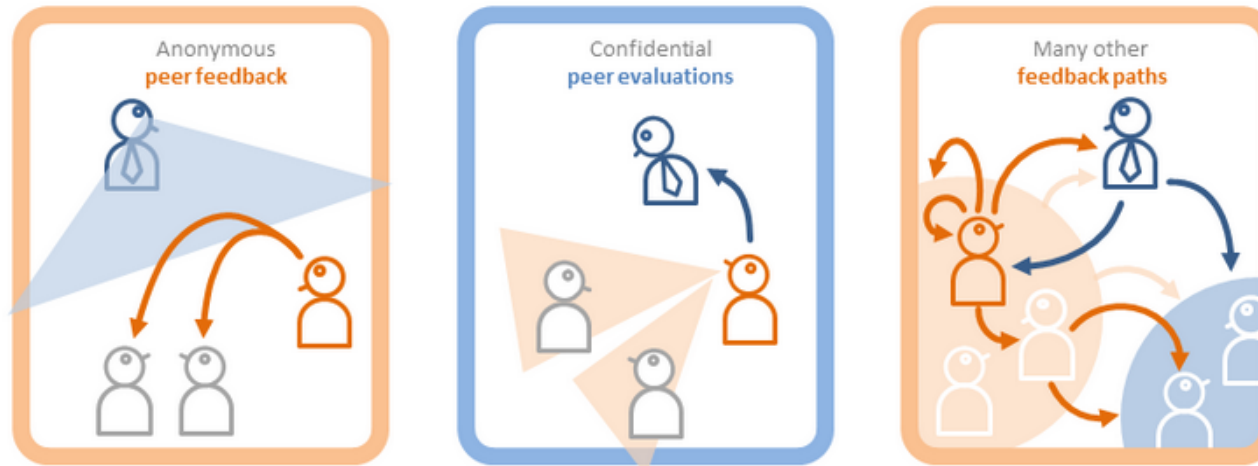 Anonymous
peer feedback
Confidential
peer evaluations
Many other
feedback paths